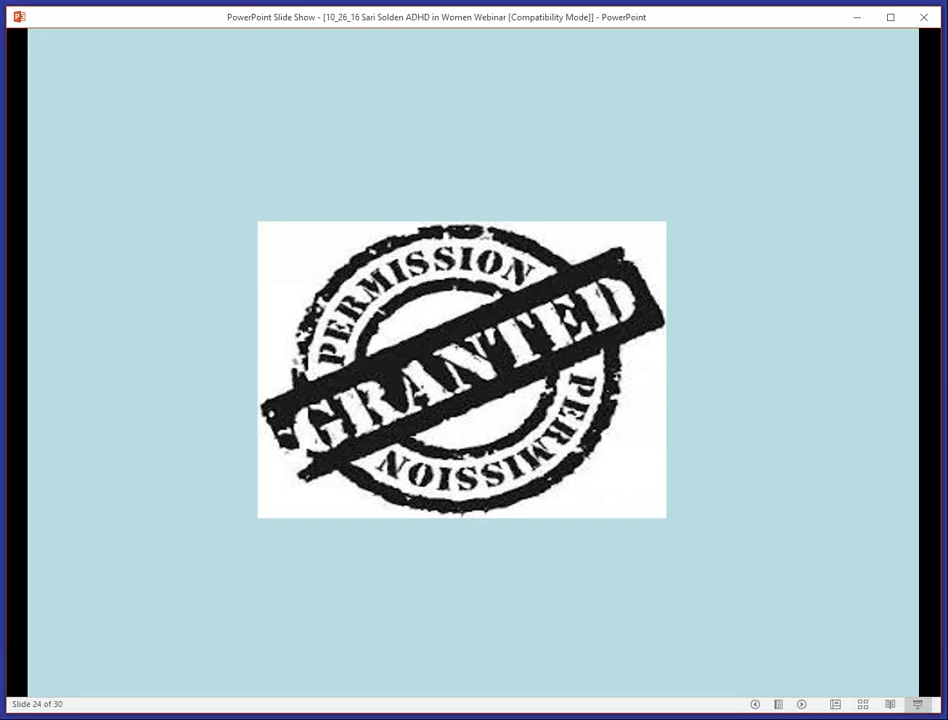 PowerPoint Slide Show - [10_26_16 Sari Solden ADHD in Women Webinar [Compatibility Mode]] - PowerPoint
PERMISSION
GRANTED
PERMISSION
Slide 24 of 30